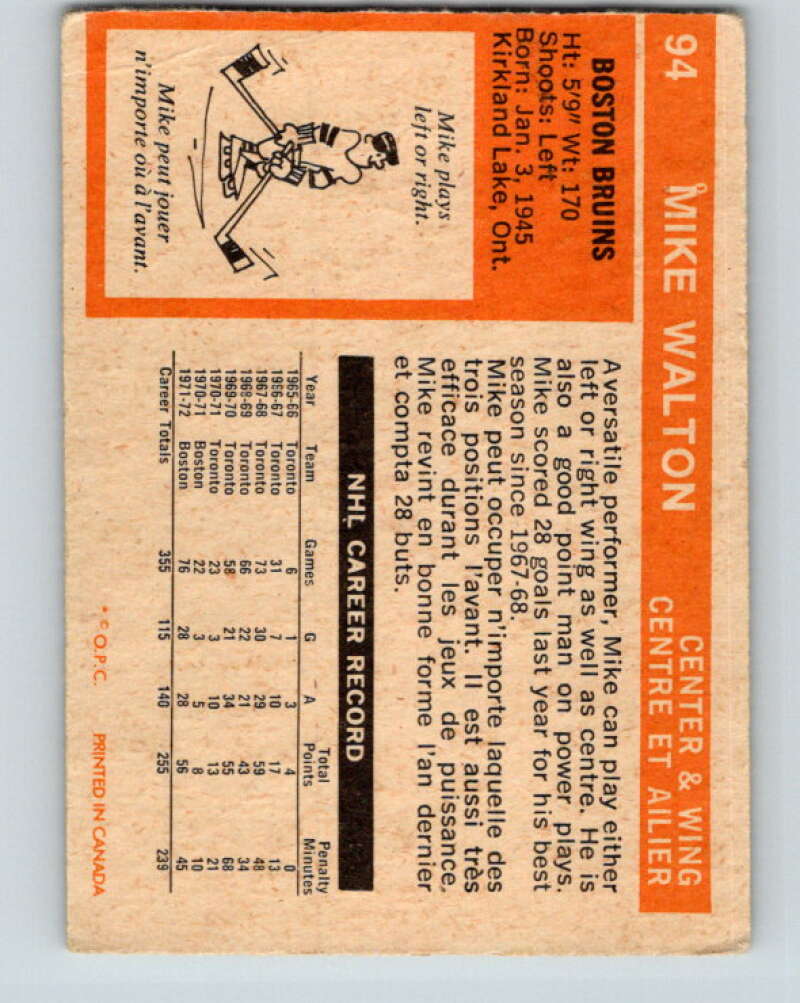 94 MIKE WALTON CENTER & WING
CENTRE ET AILIER
BOSTON BRUINS
Ht: 5'9" Wt: 170
Shoots: Left
Born: Jan. 3, 1945
Kirkland Lake, Ont.
Mike plays
left or right.
Mike peut jouer
n'importe où à l'avant.
A versatile performer, Mike can play either
left or right wing as well as centre. He is
also a good point man on power plays.
Mike scored 28 goals last year for his best
season since 1967-68.
Mike peut occuper n'importe laquelle des
trois positions l'avant. Il est aussi très
efficace durant les jeux de puissance,
Mike revint en bonne forme l'an dernier
et compta 28 buts.
NHL CAREER RECORD
Year Team Games G A Total Points Penalty Minutes
1965-66 Toronto 6 1 3 4 0
1966-67 Toronto 31 7 10 17 13
1967-68 Toronto 73 30 29 59 48
1968-69 Toronto 66 22 21 43 34
1969-70 Toronto 58 21 34 55 68
1970-71 Toronto 23 3 10 13 21
1970-71 Boston 22 3 5 8 10
1971-72 Boston 76 28 28 56 45
Career Totals 355 115 140 255 239
* © O.P.C. PRINTED IN CANADA